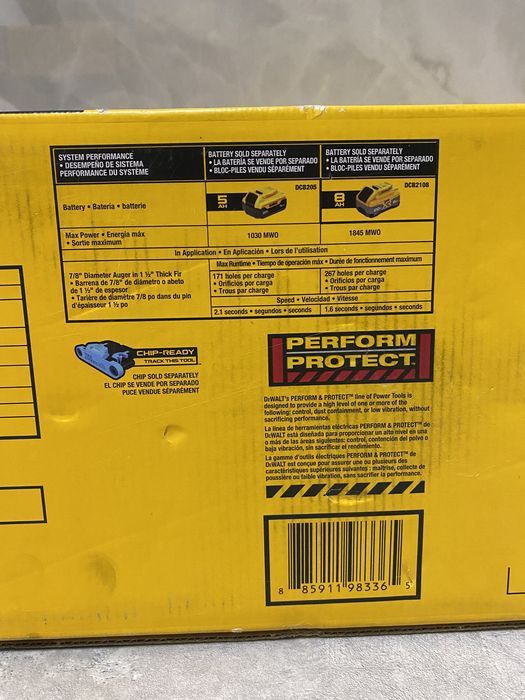 SYSTEM PERFORMANCE
• DESEMPEÑO DE SISTEMA
PERFORMANCE DU SYSTÈME
BATTERY SOLD SEPARATELY
• LA BATERÍA SE VENDE POR SEPARADO
• BLOC-PILES VENDU SÉPARÉMENT
BATTERY SOLD SEPARATELY
• LA BATERÍA SE VENDE POR SEPARADO
• BLOC-PILES VENDU SÉPARÉMENT
Battery • Batería • batterie
5 AH
DCB205
8 AH
DCB2108
Max Power • Energía máx
• Sortie maximum
1030 MWO
1845 MWO
In Application • En Aplicación • Lors de l'utilisation
Max Runtime • Tiempo de operación máx • Durée de fonctionnement maximum
7/8" Diameter Auger in 1 ½" Thick Fir
• Barrena de 7/8" de diámetro o abeto
de 1 ½" de espesor
• Tarière de diamètre 7/8 po dans du pin
d'épaisseur 1 ½ po
171 holes per charge
• Orificios por carga
• Trous par charge
267 holes per charge
• Orificios por carga
• Trous par charge
Speed • Velocidad • Vitesse
2.1 seconds • segundos • seconds
1.6 seconds • segundos • seconds
CHIP-READY
TRACK THIS TOOL
CHIP SOLD SEPARATELY
EL CHIP SE VENDE POR SEPARADO
PUCE VENDUE SÉPARÉMENT
PERFORM
PROTECT™
DeWALT's PERFORM & PROTECT™ line of Power Tools is
designed to provide a high level of one or more of the
following: control, dust containment, or low vibration, without
sacrificing performance.
La línea de herramientas eléctricas PERFORM & PROTECT™ de
DeWALT está diseñada para proporcionar un alto nivel en una
o más de las áreas siguientes: control, contención del polvo o
baja vibración, sin sacrificar el rendimiento.
La gamme d'outils électriques PERFORM & PROTECT™ de
DeWALT est conçue pour assurer une ou plusieurs des
caractéristiques supérieures suivantes : maîtrise, collecte de
poussière ou faible vibration, sans sacrifier la performance.
8 85911 98336 5